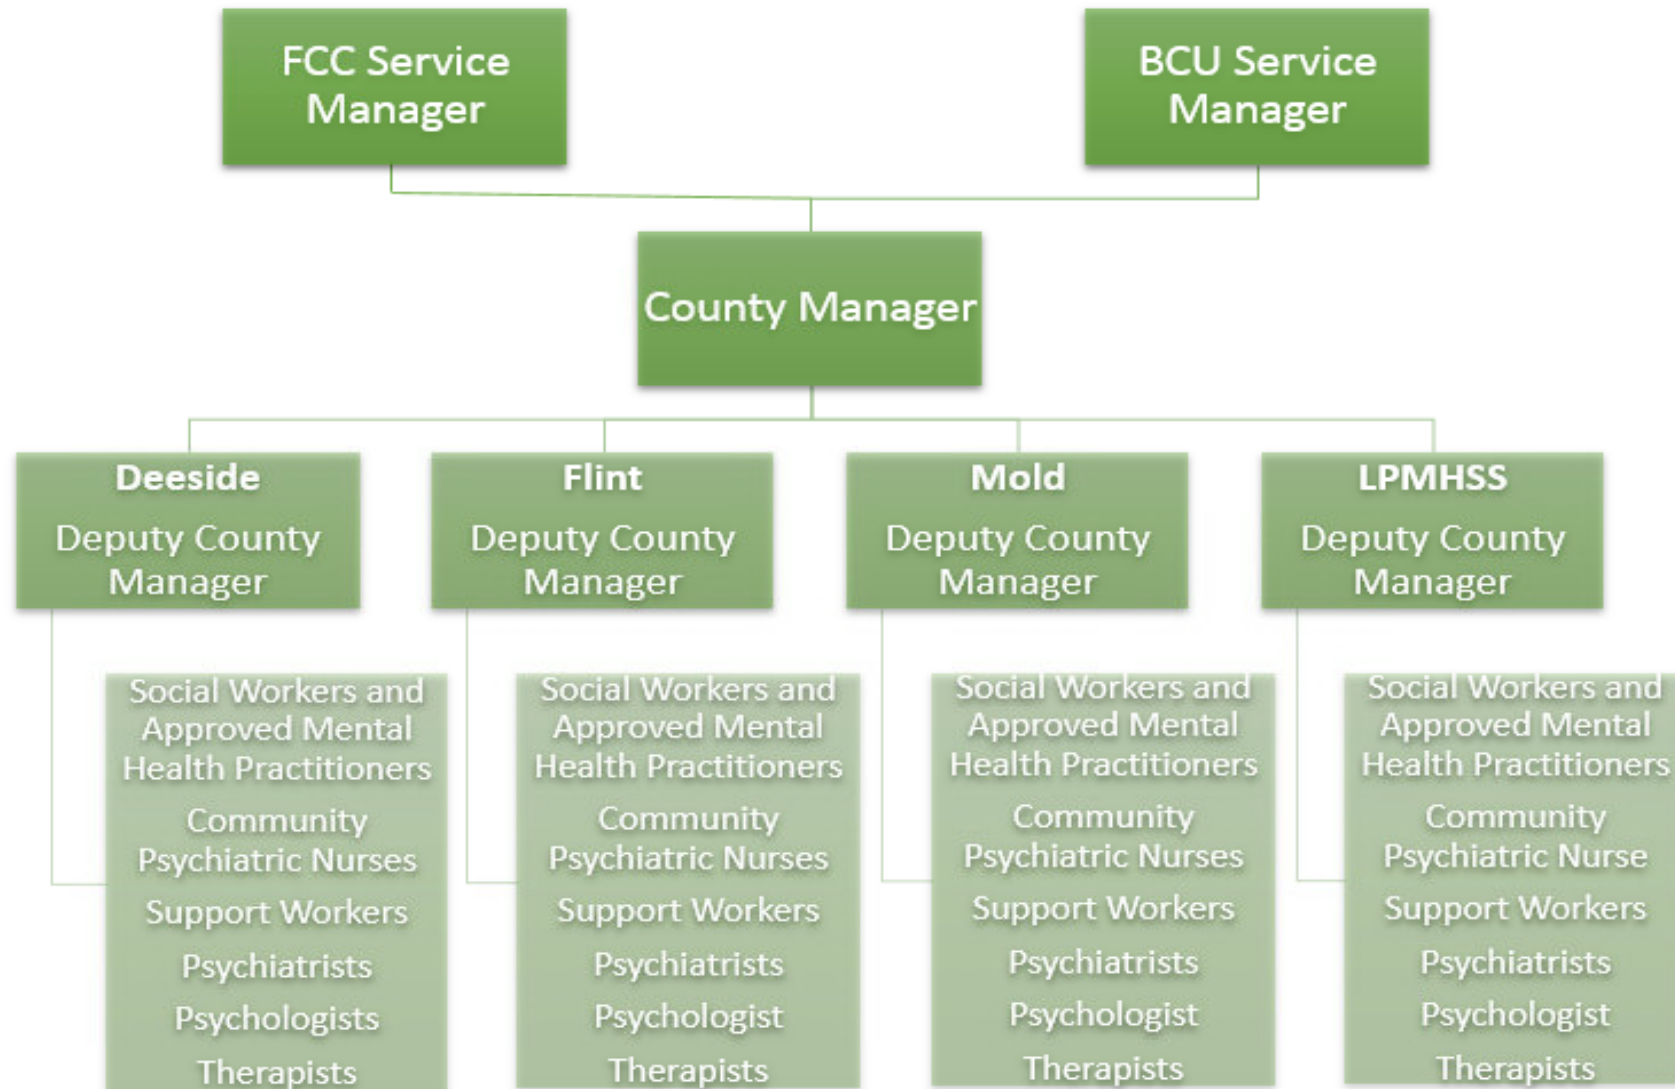 FCC Service
Manager
BCU Service
Manager
County Manager
Deeside
Deputy County
Manager
Flint
Deputy County
Manager
Mold
Deputy County
Manager
LPMHSS
Deputy County
Manager
Social Workers and
Approved Mental
Health Practitioners
Community
Psychiatric Nurses
Support Workers
Psychiatrists
Psychologists
Therapists
Social Workers and
Approved Mental
Health Practitioners
Community
Psychiatric Nurses
Support Workers
Psychiatrists
Psychologist
Therapists
Social Workers and
Approved Mental
Health Practitioners
Community
Psychiatric Nurses
Support Workers
Psychiatrists
Psychologist
Therapists
Social Workers and
Approved Mental
Health Practitioners
Community
Psychiatric Nurse
Support Workers
Psychiatrists
Psychologist
Therapists